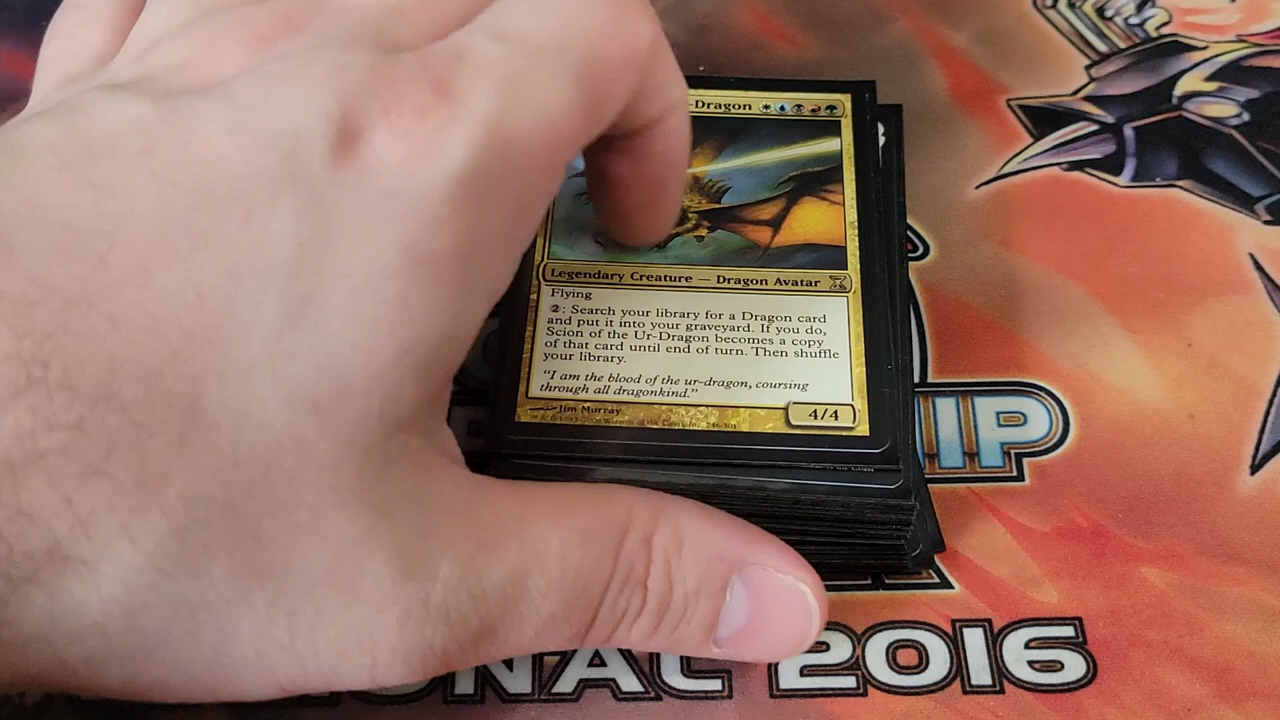 -Dragon
Legendary Creature — Dragon Avatar
Flying
2: Search your library for a Dragon card
and put it into your graveyard. If you do,
Scion of the Ur-Dragon becomes a copy
of that card until end of turn. Then shuffle
your library.
“I am the blood of the ur-dragon, coursing
through all dragonkind.”
Jim Murray
4/4
IP
ONAL 2016